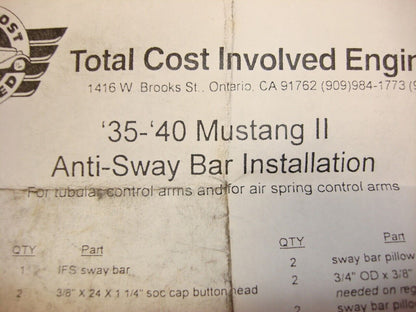 OST
Total Cost Involved Engin
1416 W. Brooks St., Ontario, CA 91762 (909)984-1773 (9
'35-'40 Mustang II
Anti-Sway Bar Installation
For tubular control arms and for air spring control arms
QTY Part
1 IFS sway bar
2 3/8" X 24 X 1 1/4" soc cap button head
QTY Part
2 sway bar pillow
2 3/4" OD x 3/8"
needed on reg
2 sway bar